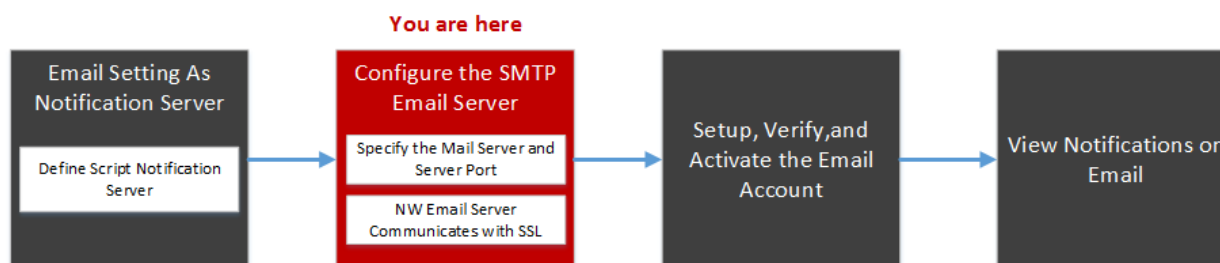 You are here
Email Setting As
Notification Server
Define Script Notification
Server
Configure the SMTP
Email Server
Specify the Mail Server and
Server Port
NW Email Server
Communicates with SSL
Setup, Verify,and
Activate the Email
Account
View Notifications on
Email